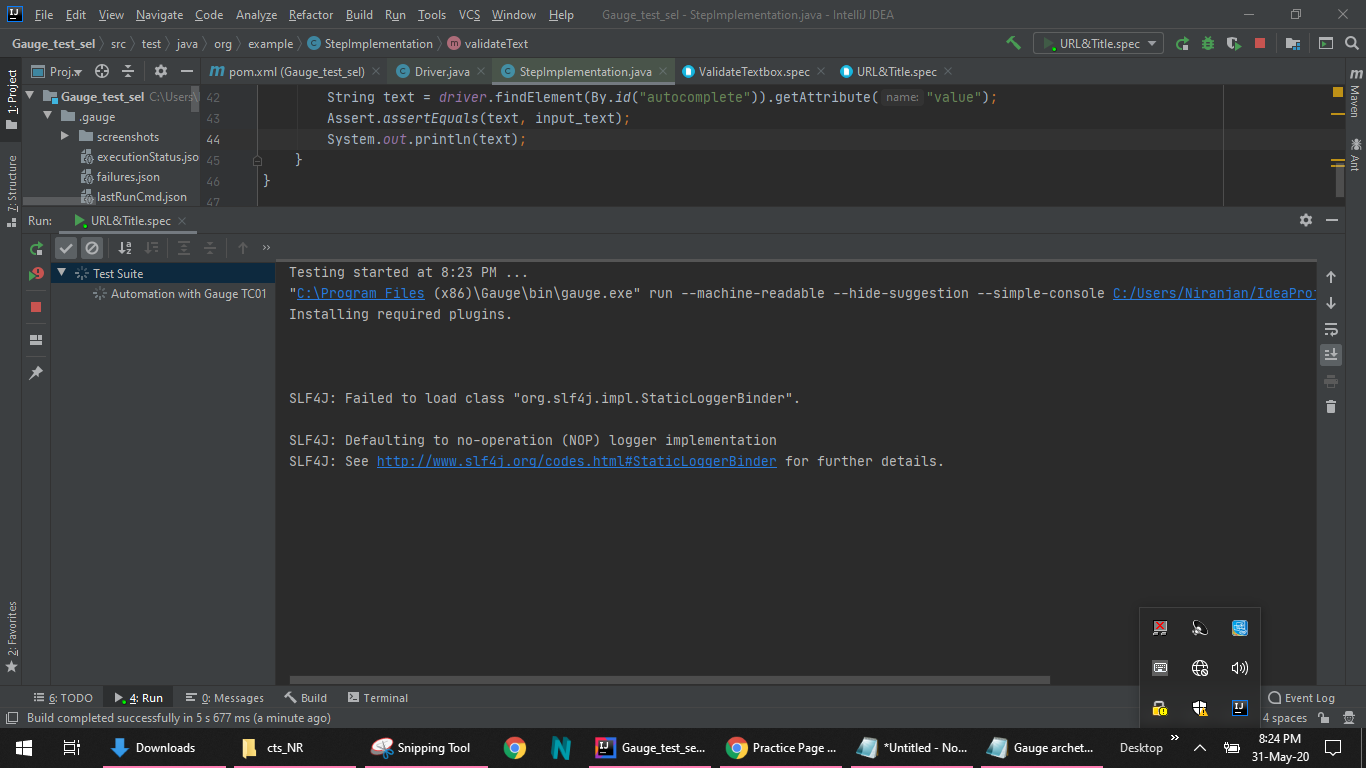 File Edit View Navigate Code Analyze Refactor Build Run Tools VCS Window Help Gauge_test_sel - StepImplementation.java - IntelliJ IDEA
Gauge_test_sel src test java org example StepImplementation validateText URL&Title.spec
Proj.. pom.xml (Gauge_test_sel) Driver.java StepImplementation.java ValidateTextbox.spec URL&Title.spec
Gauge_test_sel C:\Users\
.gauge
screenshots
executionStatus.jso
failures.json
lastRunCmd.json
42 String text = driver.findElement(By.id("autocomplete")).getAttribute( name: "value");
43 Assert.assertEquals(text, input_text);
44 System.out.println(text);
45 }
46 }
47
1: Project
7: Structure
2: Favorites
Maven
Ant
Run: URL&Title.spec
Test Suite
Automation with Gauge TC01
Testing started at 8:23 PM ...
"C:\Program Files (x86)\Gauge\bin\gauge.exe" run --machine-readable --hide-suggestion --simple-console C:/Users/Niranjan/IdeaPro
Installing required plugins.
SLF4J: Failed to load class "org.slf4j.impl.StaticLoggerBinder".
SLF4J: Defaulting to no-operation (NOP) logger implementation
SLF4J: See http://www.slf4j.org/codes.html#StaticLoggerBinder for further details.
6: TODO 4: Run 0: Messages Build Terminal Event Log
Build completed successfully in 5 s 677 ms (a minute ago) 4 spaces
Downloads cts_NR Snipping Tool Gauge_test_se... Practice Page ... *Untitled - No... Gauge archet... Desktop
8:24 PM
31-May-20